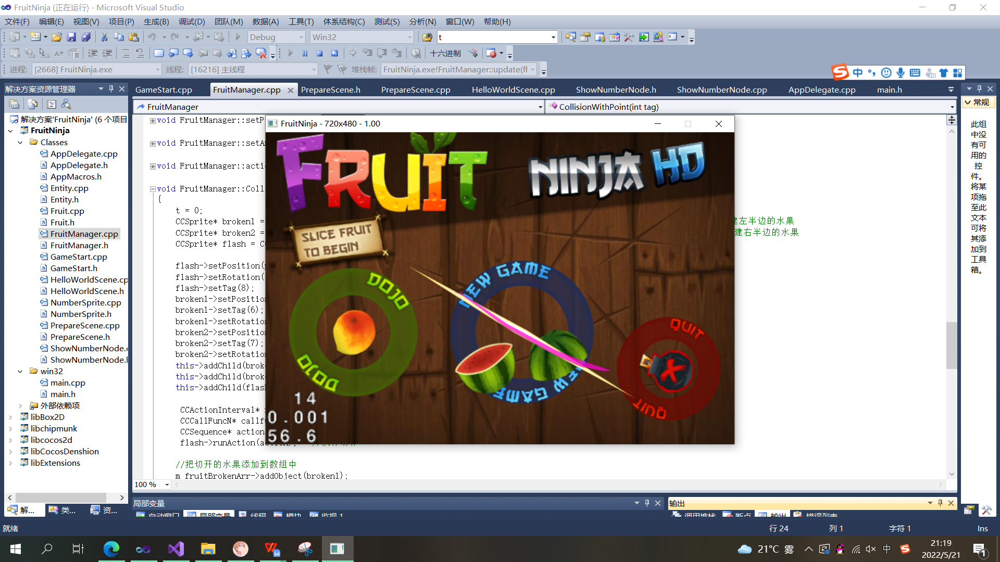 FruitNinja (正在运行) - Microsoft Visual Studio
文件(F) 编辑(E) 视图(V) 项目(P) 生成(B) 调试(D) 团队(M) 数据(A) 工具(T) 体系结构(C) 测试(S) 分析(N) 窗口(W) 帮助(H)
Debug Win32 t
十六进制
进程: [2668] FruitNinja.exe 线程: [16216] 主线程 堆栈帧: FruitNinja.exe!FruitManager::update(fl
中
解决方案资源管理器
GameStart.cpp FruitManager.cpp PrepareScene.h PrepareScene.cpp HelloWorldScene.cpp ShowNumberNode.h ShowNumberNode.cpp AppDelegate.cpp main.h
FruitManager CollisionWithPoint(int tag)
解决方案'FruitNinja' (6 个项目
FruitNinja
Classes
AppDelegate.cpp
AppDelegate.h
AppMacros.h
Entity.cpp
Entity.h
Fruit.cpp
Fruit.h
FruitManager.cpp
FruitManager.h
GameStart.cpp
GameStart.h
HelloWorldScene.cp
HelloWorldScene.h
NumberSprite.cpp
NumberSprite.h
PrepareScene.cpp
PrepareScene.h
ShowNumberNode.
ShowNumberNode.h
win32
main.cpp
main.h
外部依赖项
libBox2D
libchipmunk
libcocos2d
libCocosDenshion
libExtensions
解... 类... 资...
void FruitManager::setP
void FruitManager::setA
void FruitManager::acti
void FruitManager::Coll
{
t = 0;
CCSprite* broken1 =
建左半边的水果
CCSprite* broken2 =
建右半边的水果
CCSprite* flash = C
flash->setPosition(
flash->setRotation(
flash->setTag(8);
broken1->setPosition
broken1->setTag(6);
broken1->setRotation
broken2->setPosition
broken2->setTag(7);
broken2->setRotation
this->addChild(brok
this->addChild(brok
this->addChild(flash
CCActionInterval*
CCCallFuncN* callf
CCSequence* action
flash->runAction(action);
//把切开的水果添加到数组中
m_fruitBrokenArr->addObject(broken1);
100 %
FruitNinja - 720x480 - 1.00
FRUIT NINJA HD
SLICE FRUIT
TO BEGIN
DOJO
DOJO
NEW GAME
NEW GAME
QUIT
QUIT
14
0.001
56.6
常规
此组
中没
有可
用的
控
件。
将某
项拖
至此
文本
可将
其添
加到
工具
箱。
局部变量
自动窗口 局部变量 线程 模块 监视 1
输出
调用堆栈 断点 输出 错误列表
就绪 行 24 列 1 字符 1 Ins
21°C 雾 中 21:19
2022/5/21
1